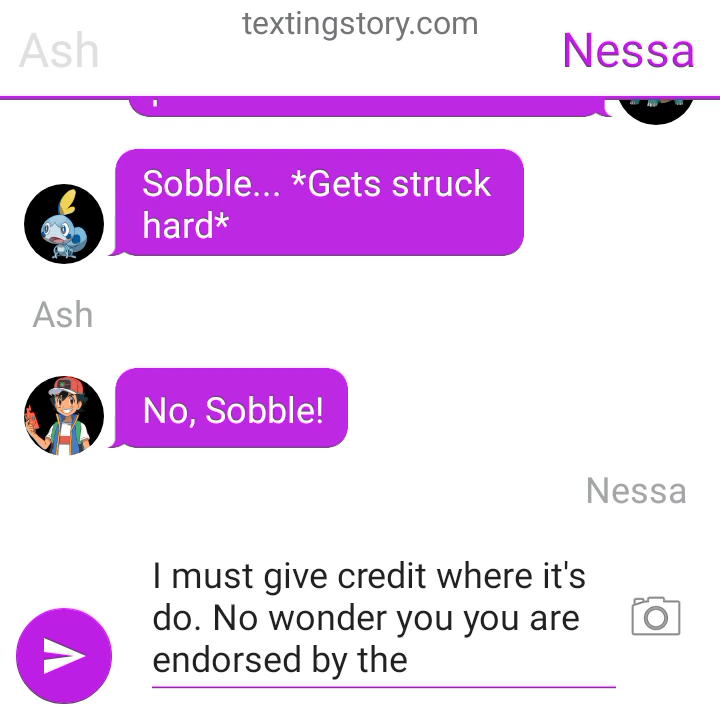 textingstory.com
Ash
Nessa
Sobble... *Gets struck
hard*
Ash
No, Sobble!
Nessa
I must give credit where it's
do. No wonder you you are
endorsed by the